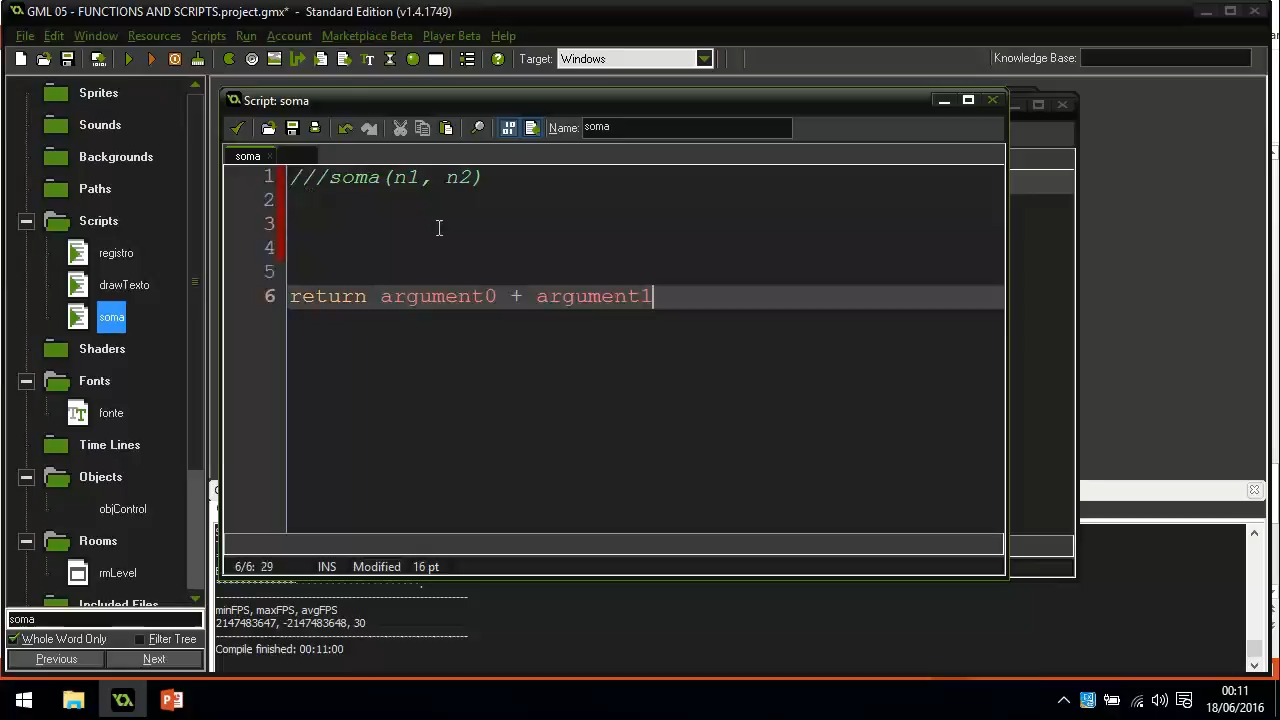 GML 05 - FUNCTIONS AND SCRIPTS.project.gmx* - Standard Edition (v1.4.1749)
File Edit Window Resources Scripts Run Account Marketplace Beta Player Beta Help
Target: Windows Knowledge Base:
Sprites
Sounds
Backgrounds
Paths
Scripts
registro
drawTexto
soma
Shaders
Fonts
fonte
Time Lines
Objects
objControl
Rooms
rmLevel
Included Files
soma
Whole Word Only Filter Tree
Previous Next
Script: soma
Name: soma
soma
1 ///soma(n1, n2)
2
3
4
5
6 return argument0 + argument1
6/6: 29 INS Modified 16 pt
minFPS, maxFPS, avgFPS
2147483647, -2147483648, 30
Compile finished: 00:11:00
00:11
18/06/2016